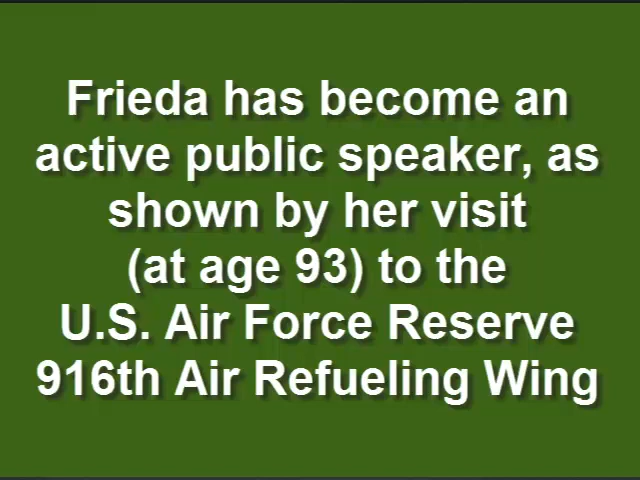 Frieda has become an
active public speaker, as
shown by her visit
(at age 93) to the
U.S. Air Force Reserve
916th Air Refueling Wing